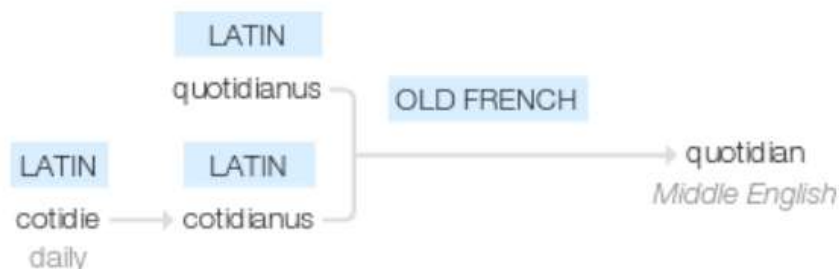 LATIN
quotidianus
OLD FRENCH
quotidian
Middle English
LATIN
LATIN
cotidie
cotidianus
daily